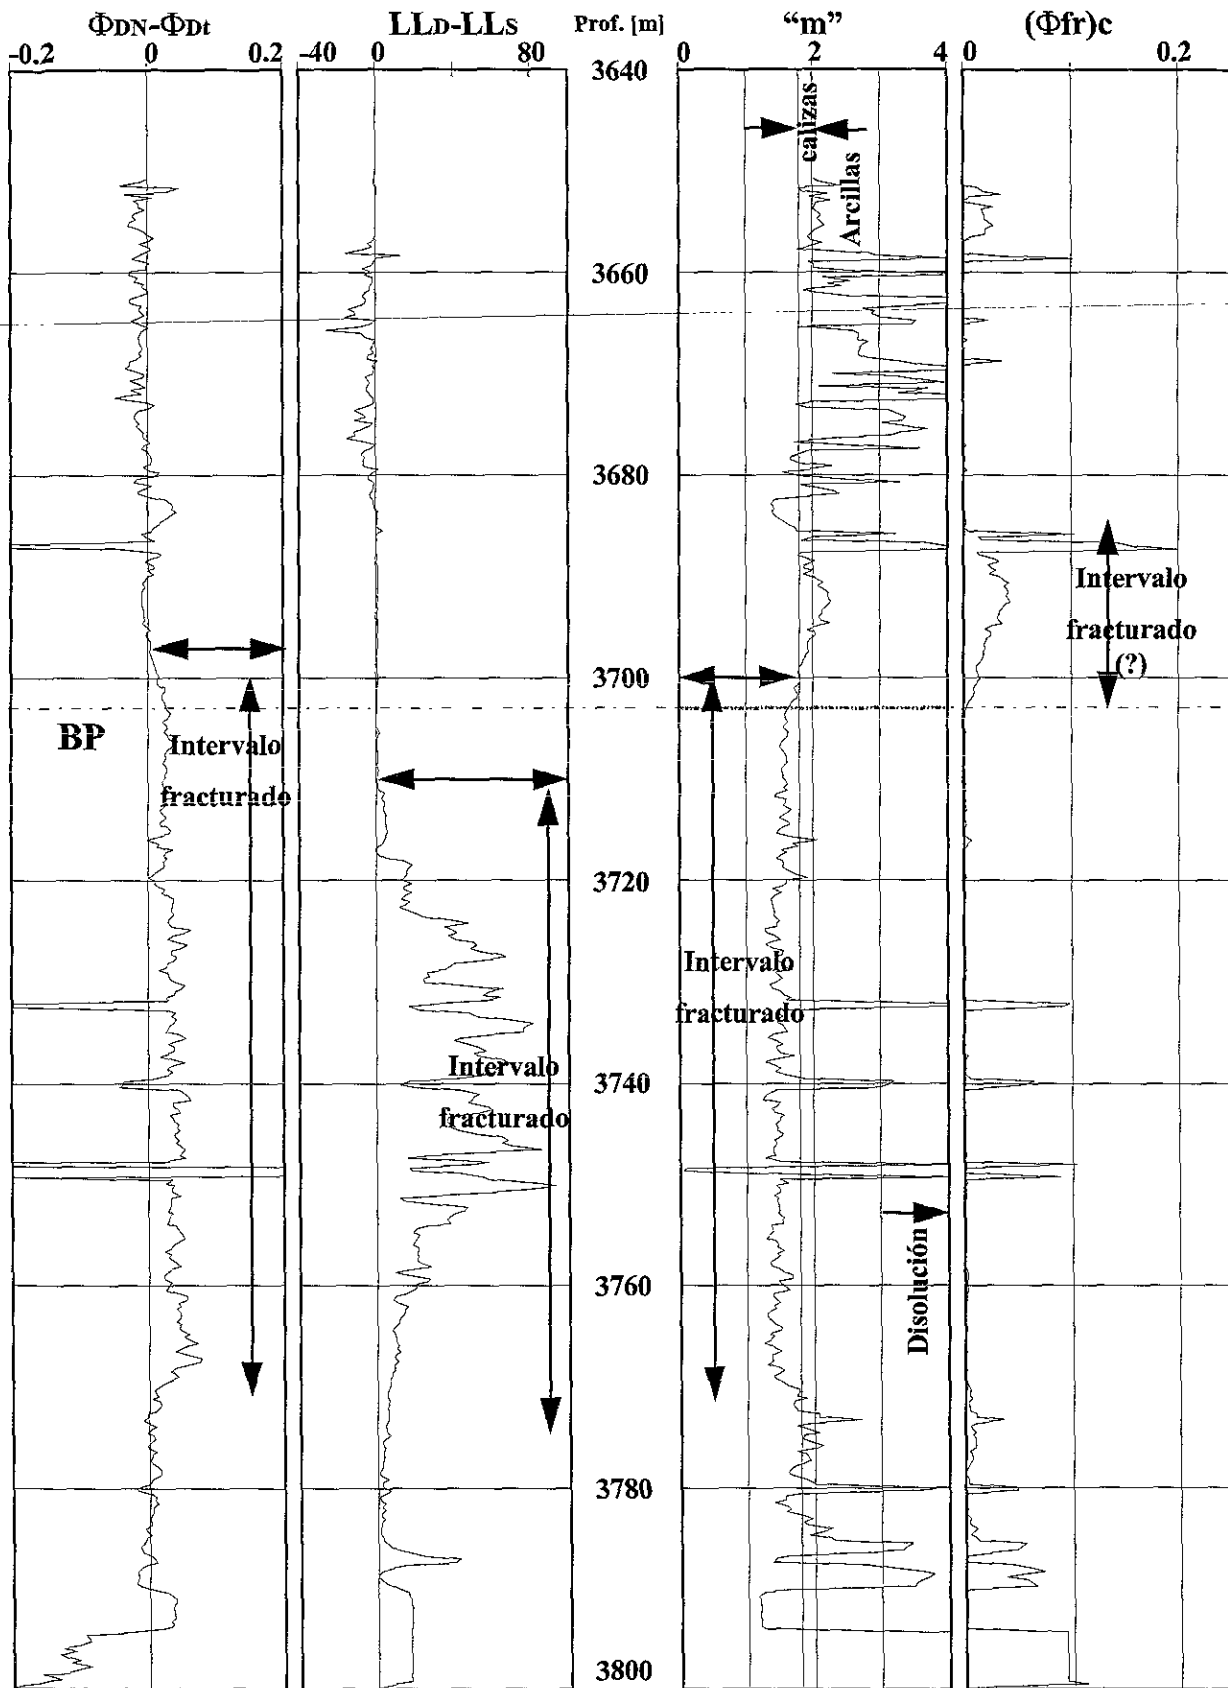 ΦDN-ΦDt
LLD-LLS
Prof. [m]
“m”
(Φfr)c
-0.2 0 0.2
-40 0 80
0 2 4
0 0.2
3640
calizas
Arcillas
3660
3680
Intervalo
fracturado
(?)
3700
BP
Intervalo
fracturado
3720
Intervalo
fracturado
3740
Intervalo
fracturado
Disolución
3760
3780
3800